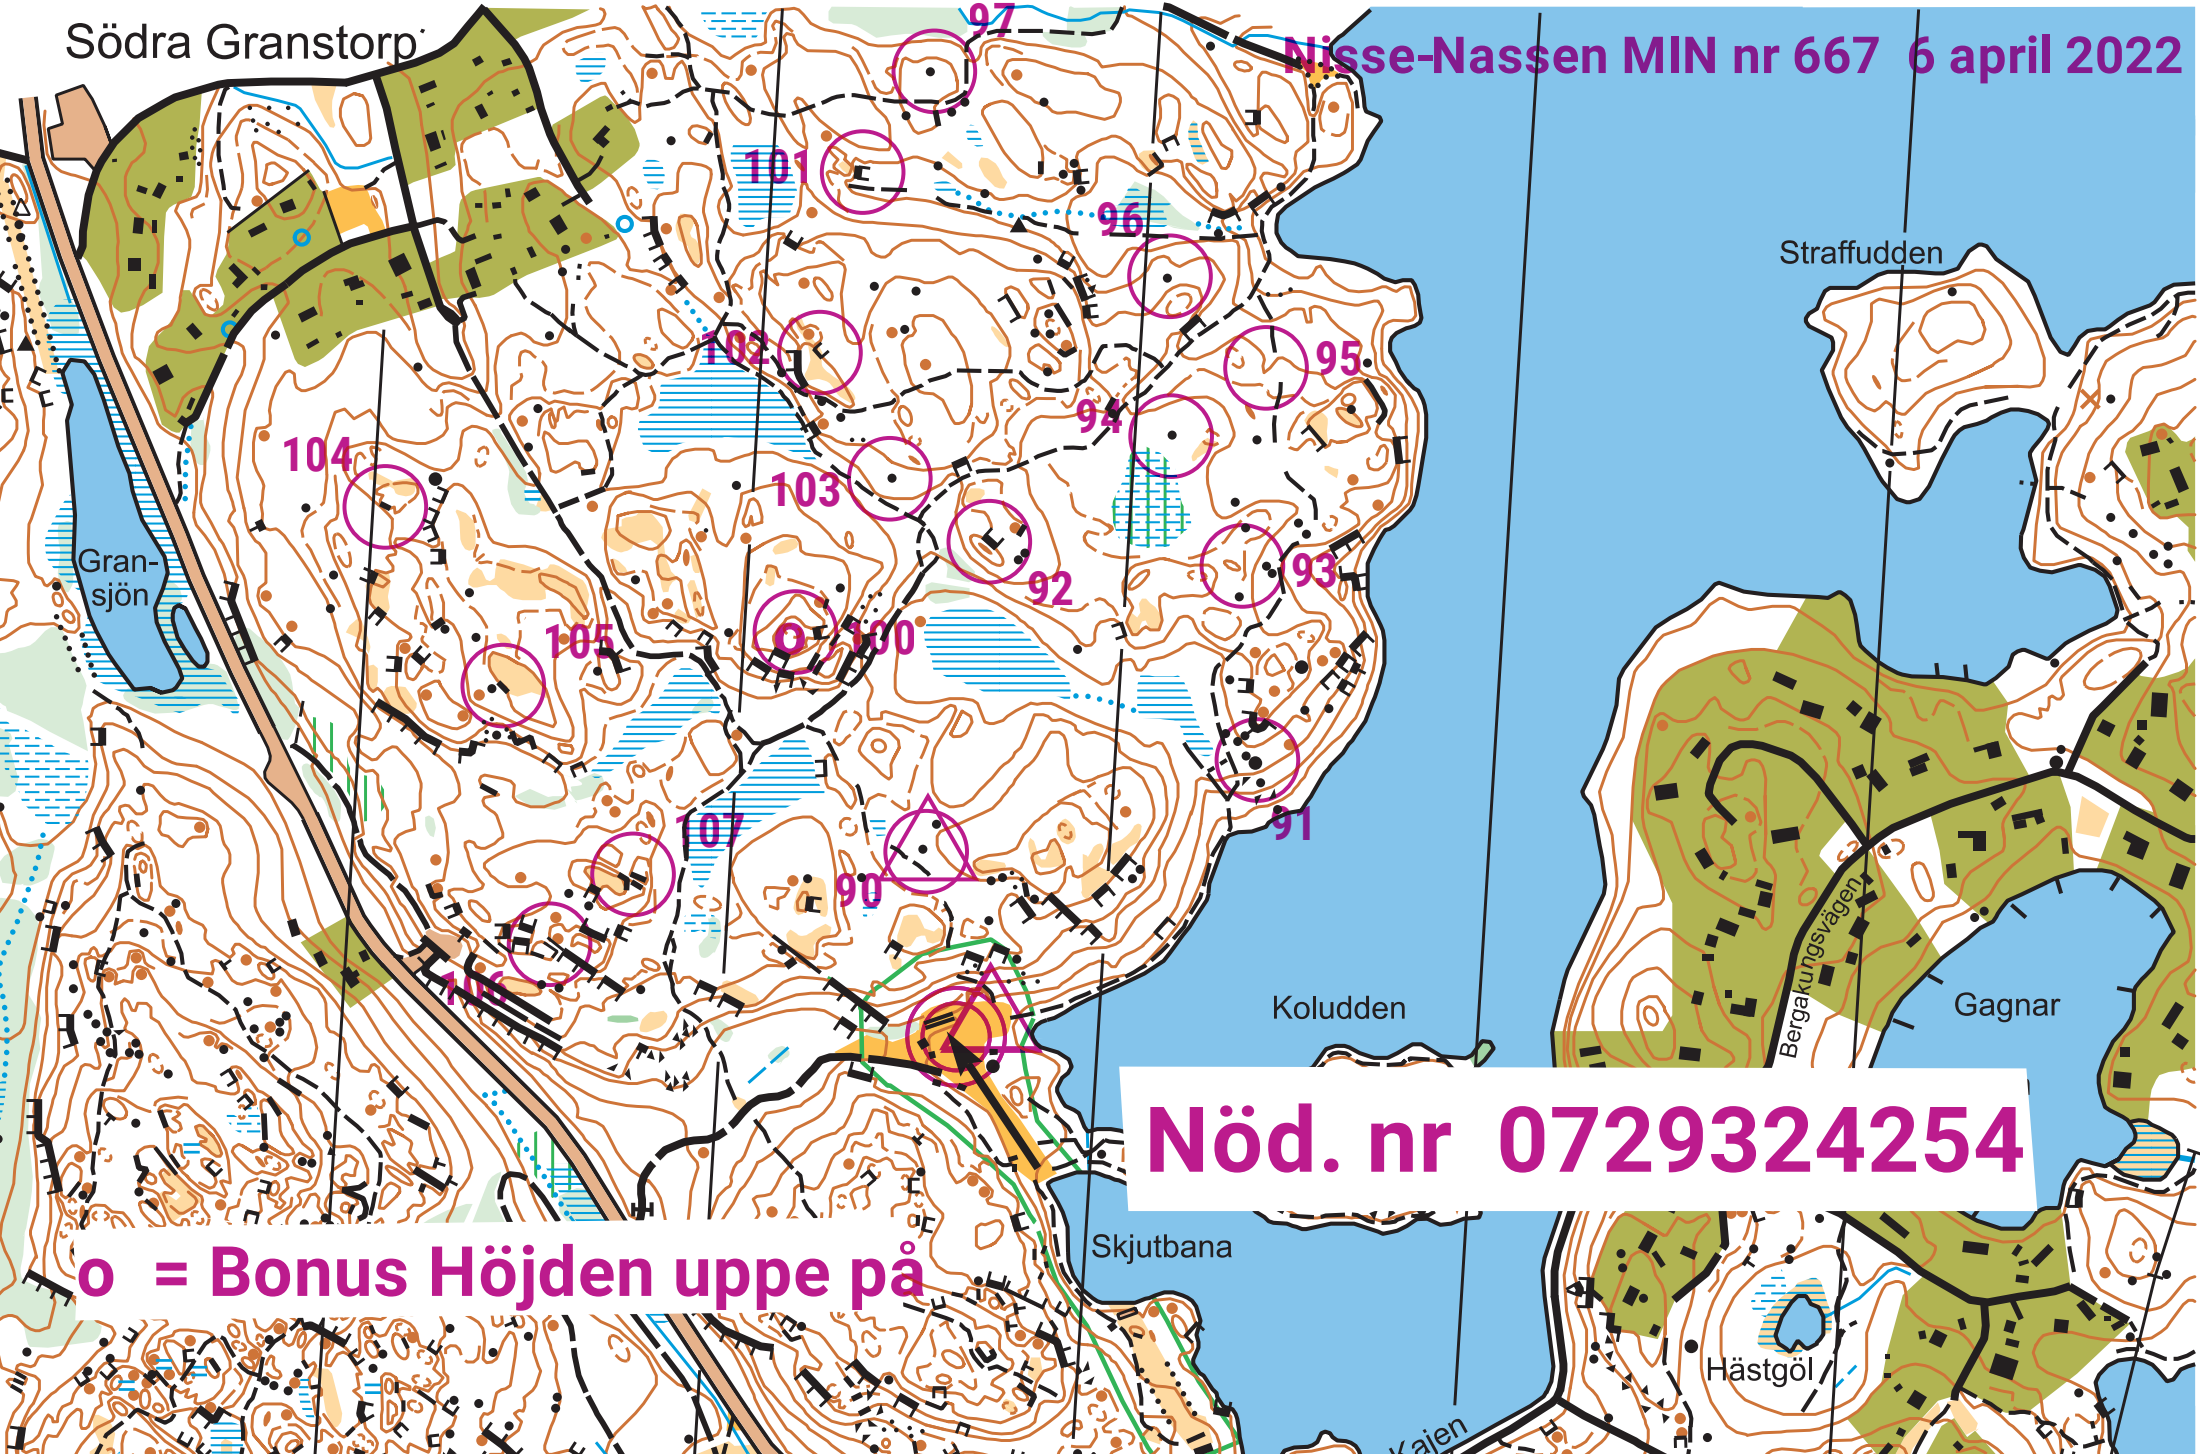 97
Södra Granstorp
Nisse-Nassen MIN nr 667 6 april 2022
101
96
Straffudden
102
95
94
104
103
Gran-
sjön
92
93
105
100
107
91
90
Bergakungsvägen
106
Koludden
Gagnar
Nöd. nr 0729324254
Skjutbana
o = Bonus Höjden uppe på
Hästgöl
Kajen